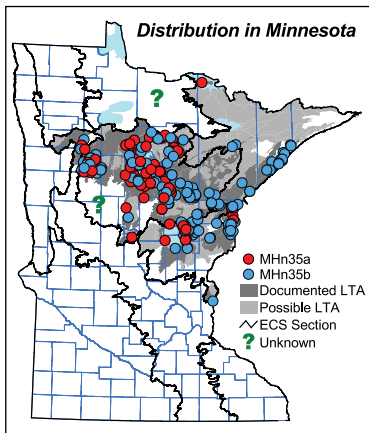 Distribution in Minnesota
?
?
MHn35a
MHn35b
Documented LTA
Possible LTA
ECS Section
? Unknown